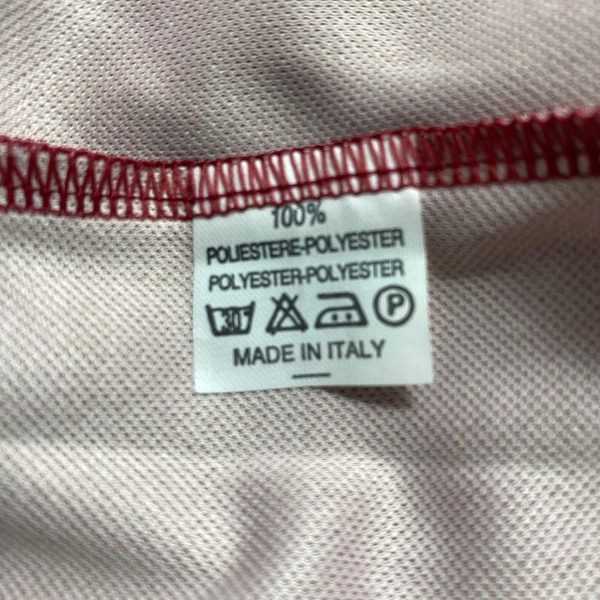 100%
POLIESTERE-POLYESTER
POLYESTER-POLYESTER
30 P
MADE IN ITALY